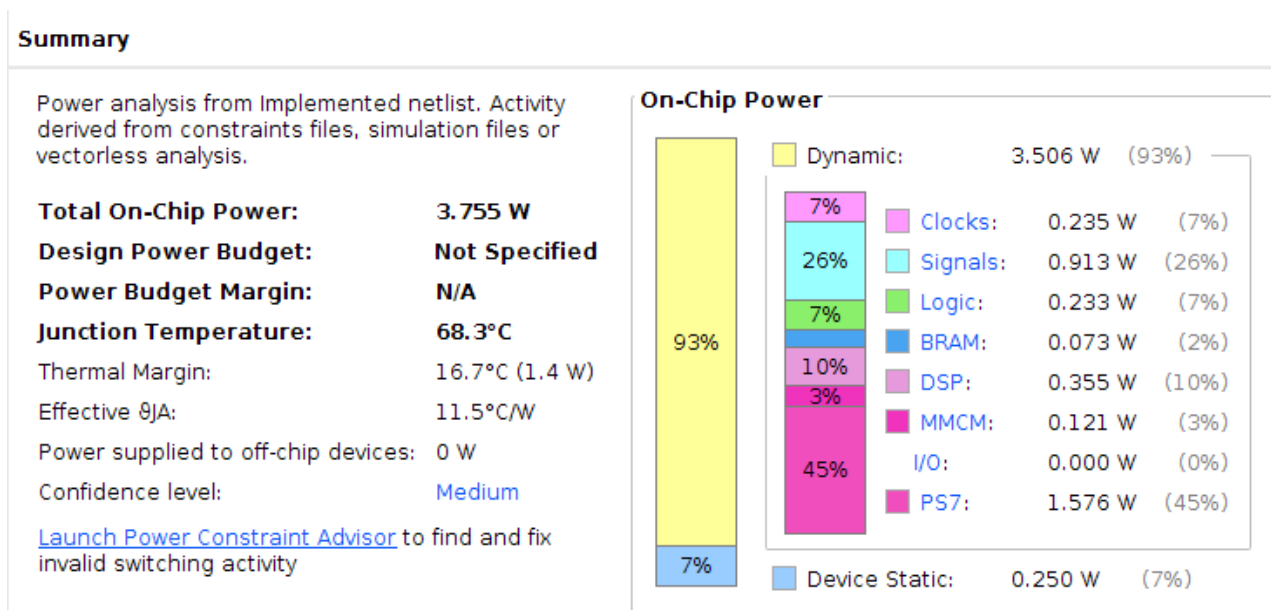 Summary
Power analysis from Implemented netlist. Activity
derived from constraints files, simulation files or
vectorless analysis.
Total On-Chip Power: 3.755 W
Design Power Budget: Not Specified
Power Budget Margin: N/A
Junction Temperature: 68.3°C
Thermal Margin: 16.7°C (1.4 W)
Effective ϑJA: 11.5°C/W
Power supplied to off-chip devices: 0 W
Confidence level: Medium
Launch Power Constraint Advisor to find and fix
invalid switching activity
On-Chip Power
93%
7%
Dynamic: 3.506 W (93%)
7%
26%
7%
10%
3%
45%
Clocks: 0.235 W (7%)
Signals: 0.913 W (26%)
Logic: 0.233 W (7%)
BRAM: 0.073 W (2%)
DSP: 0.355 W (10%)
MMCM: 0.121 W (3%)
I/O: 0.000 W (0%)
PS7: 1.576 W (45%)
Device Static: 0.250 W (7%)